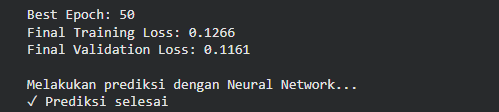 Best Epoch: 50
Final Training Loss: 0.1266
Final Validation Loss: 0.1161
Melakukan prediksi dengan Neural Network...
✓ Prediksi selesai